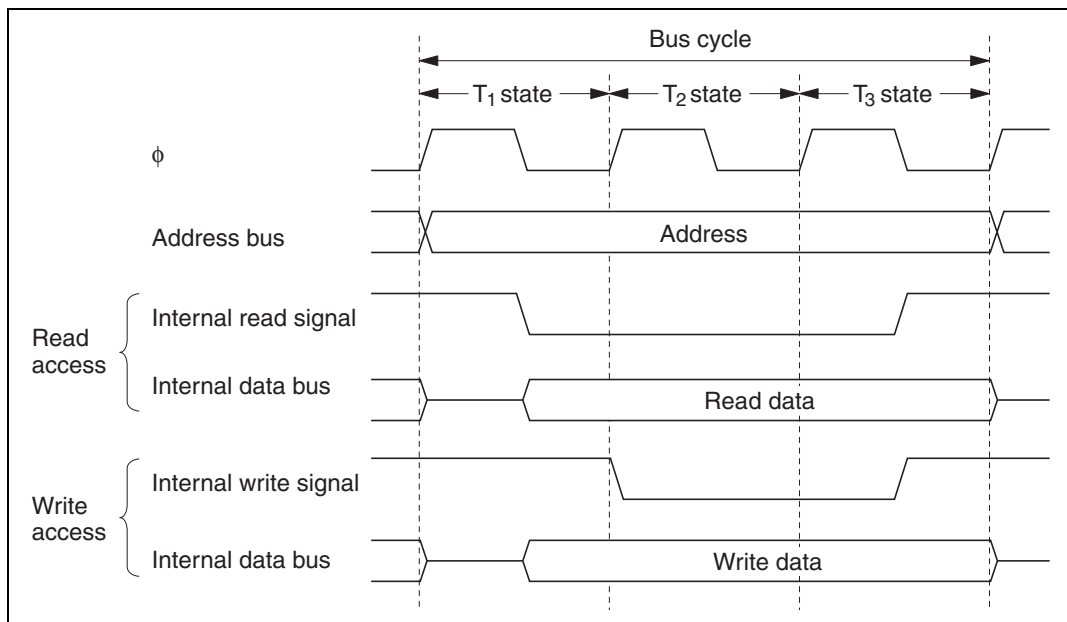 Bus cycle
T1 state T2 state T3 state
ϕ
Address bus Address
Read access
Internal read signal
Internal data bus Read data
Write access
Internal write signal
Internal data bus Write data